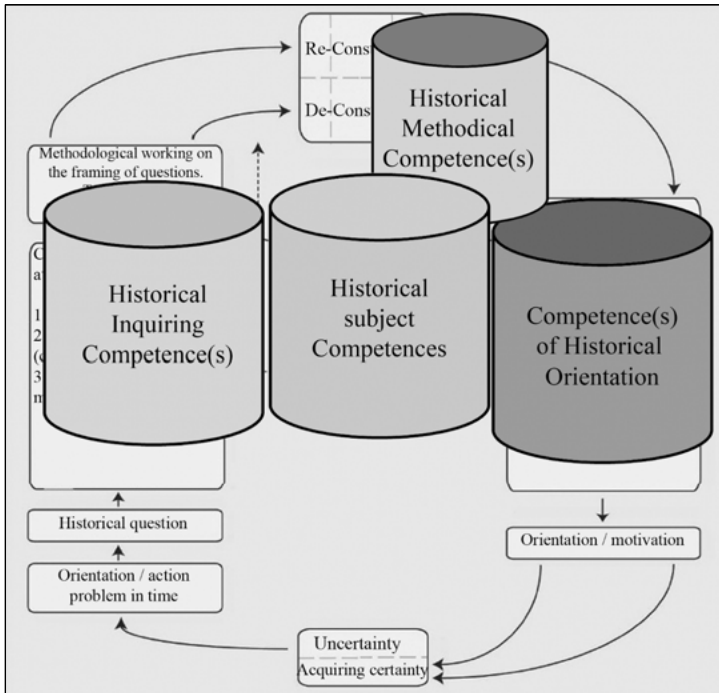 Re-Cons
De-Cons
Historical
Methodical
Competence(s)
Methodological working on
the framing of questions.
Historical
Inquiring
Competence(s)
Historical
subject
Competences
Competence(s)
of Historical
Orientation
1
2
(
3
m
Historical question
Orientation / action
problem in time
Orientation / motivation
Uncertainty
Acquiring certainty